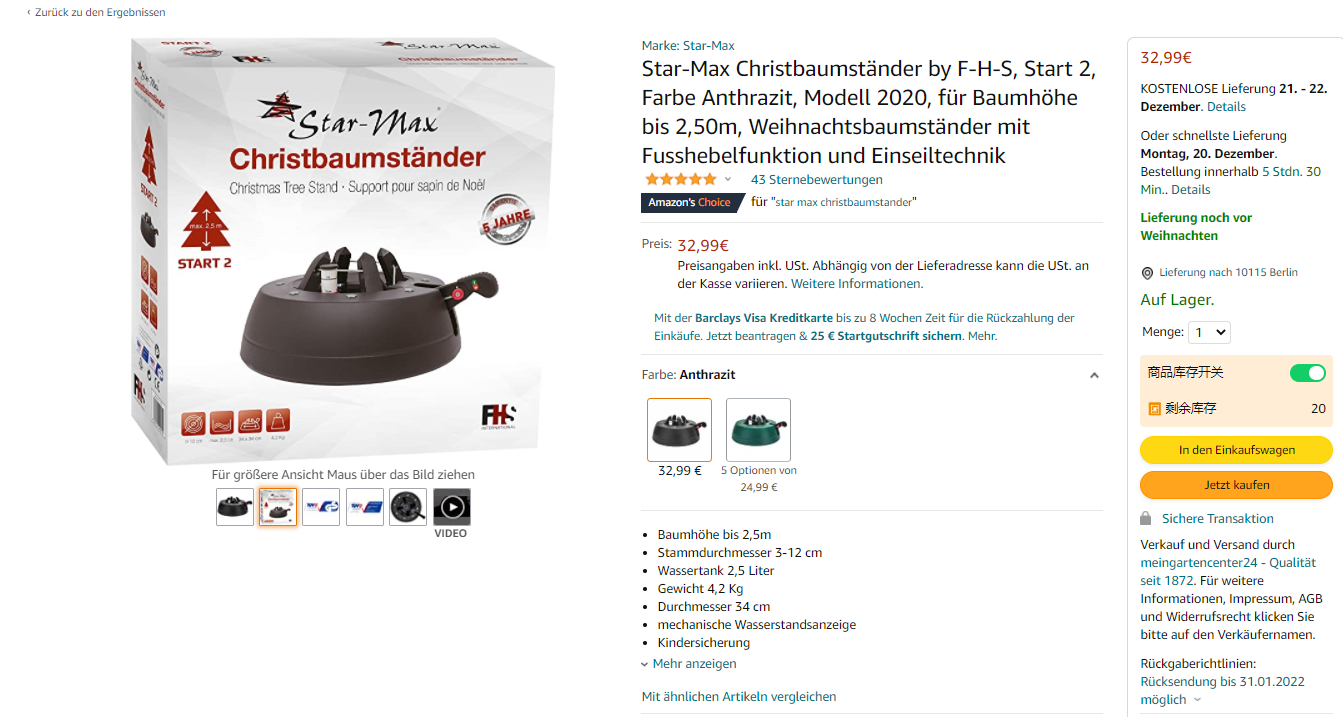 ‹ Zurück zu den Ergebnissen
START 2
Star-Max
FHS
Christbaumständer
Star-Max
Christbaumständer
Christmas Tree Stand · Support pour sapin de Noël
max. 2,5 m
START 2
5 JAHRE
START 2
FHS
INTERNATIONAL
Für größere Ansicht Maus über das Bild ziehen
VIDEO
Marke: Star-Max
Star-Max Christbaumständer by F-H-S, Start 2,
Farbe Anthrazit, Modell 2020, für Baumhöhe
bis 2,50m, Weihnachtsbaumständer mit
Fusshebelfunktion und Einseiltechnik
43 Sternebewertungen
Amazon's Choice für "star max christbaumstander"
Preis: 32,99€
Preisangaben inkl. USt. Abhängig von der Lieferadresse kann die USt. an
der Kasse variieren. Weitere Informationen.
Mit der Barclays Visa Kreditkarte bis zu 8 Wochen Zeit für die Rückzahlung der
Einkäufe. Jetzt beantragen & 25 € Startgutschrift sichern. Mehr.
Farbe: Anthrazit
32,99 €
5 Optionen von
24,99 €
• Baumhöhe bis 2,5m
• Stammdurchmesser 3-12 cm
• Wassertank 2,5 Liter
• Gewicht 4,2 Kg
• Durchmesser 34 cm
• mechanische Wasserstandsanzeige
• Kindersicherung
Mehr anzeigen
Mit ähnlichen Artikeln vergleichen
32,99€
KOSTENLOSE Lieferung 21. - 22.
Dezember. Details
Oder schnellste Lieferung
Montag, 20. Dezember.
Bestellung innerhalb 5 Stdn. 30
Min.. Details
Lieferung noch vor
Weihnachten
Lieferung nach 10115 Berlin
Auf Lager.
Menge: 1
商品库存开关
剩余库存 20
In den Einkaufswagen
Jetzt kaufen
Sichere Transaktion
Verkauf und Versand durch
meingartencenter24 - Qualität
seit 1872. Für weitere
Informationen, Impressum, AGB
und Widerrufsrecht klicken Sie
bitte auf den Verkäufernamen.
Rückgaberichtlinien:
Rücksendung bis 31.01.2022
möglich